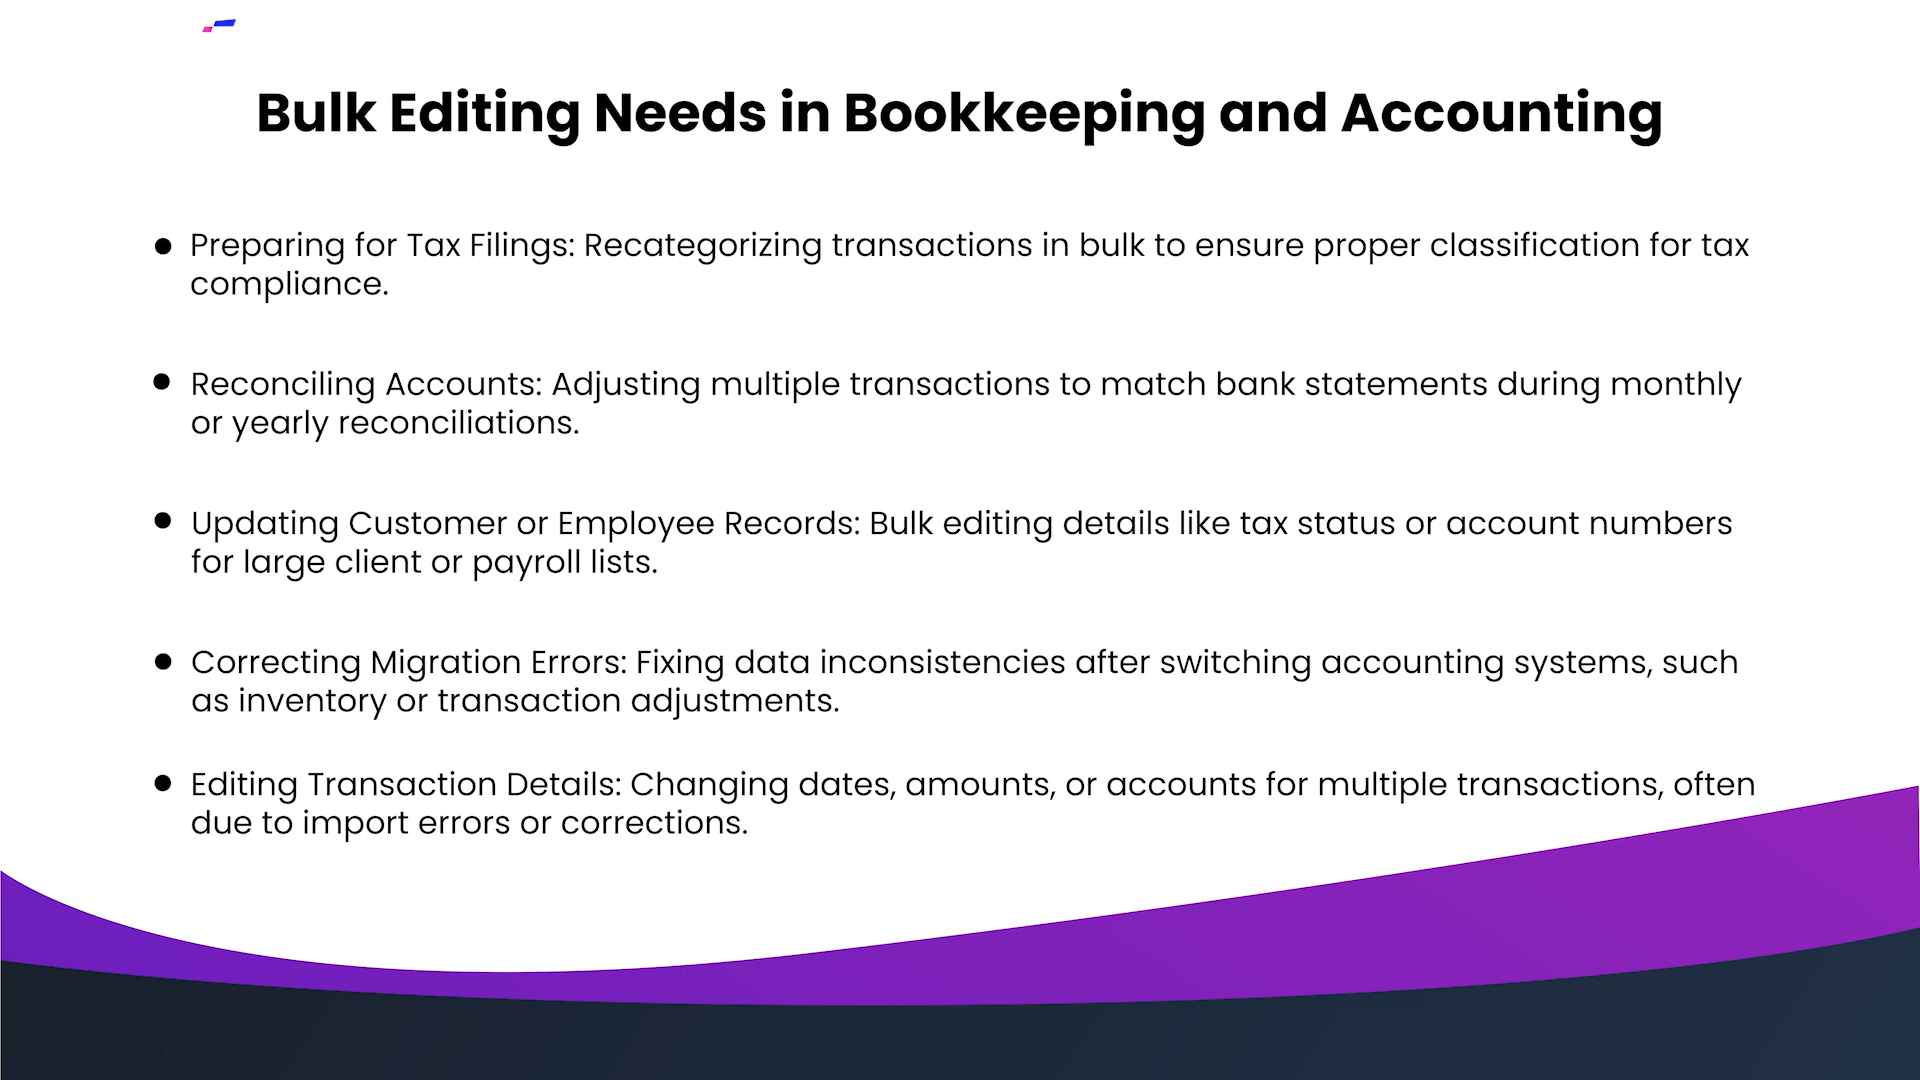 Bulk Editing Needs in Bookkeeping and Accounting
● Preparing for Tax Filings: Recategorizing transactions in bulk to ensure proper classification for tax
compliance.
● Reconciling Accounts: Adjusting multiple transactions to match bank statements during monthly
or yearly reconciliations.
● Updating Customer or Employee Records: Bulk editing details like tax status or account numbers
for large client or payroll lists.
● Correcting Migration Errors: Fixing data inconsistencies after switching accounting systems, such
as inventory or transaction adjustments.
● Editing Transaction Details: Changing dates, amounts, or accounts for multiple transactions, often
due to import errors or corrections.